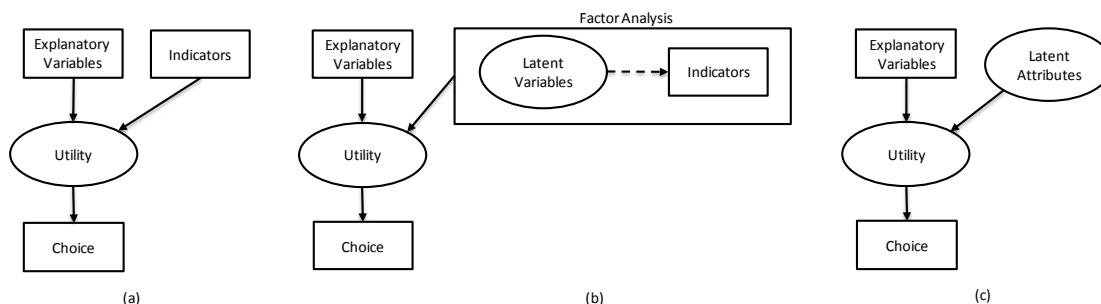 Explanatory
Variables
Indicators
Utility
Choice
(a)
Factor Analysis
Explanatory
Variables
Latent
Variables
Indicators
Utility
Choice
(b)
Explanatory
Variables
Latent
Attributes
Utility
Choice
(c)